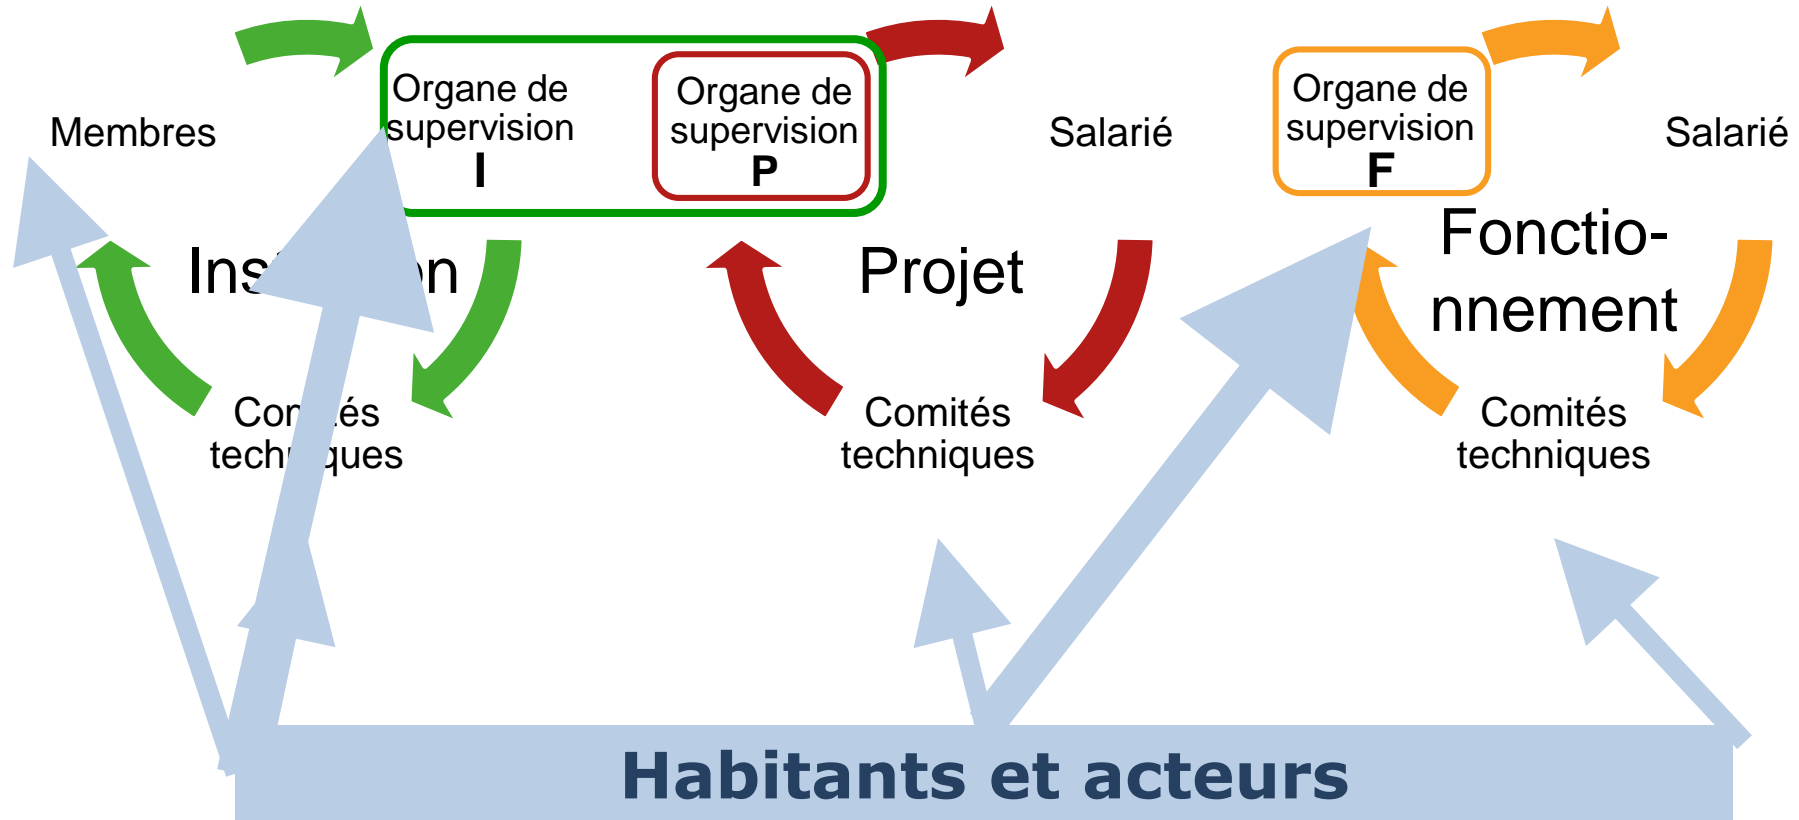 Membres
Organe de
supervision
I
Organe de
supervision
P
Salarié
Organe de
supervision
F
Salarié
Projet
Fonctio-
nnement
techniques
Comités
techniques
Comités
techniques
Habitants et acteurs